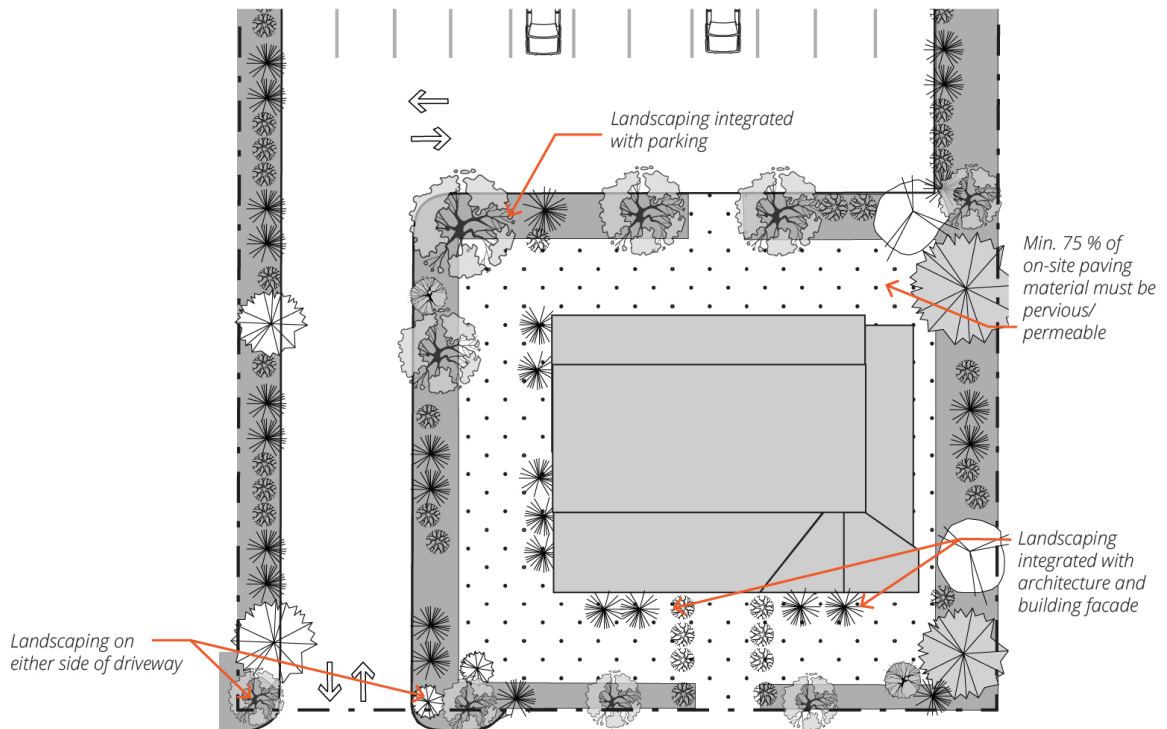 Landscaping integrated
with parking
Min. 75 % of
on-site paving
material must be
pervious/
permeable
Landscaping
integrated with
architecture and
building facade
Landscaping on
either side of driveway